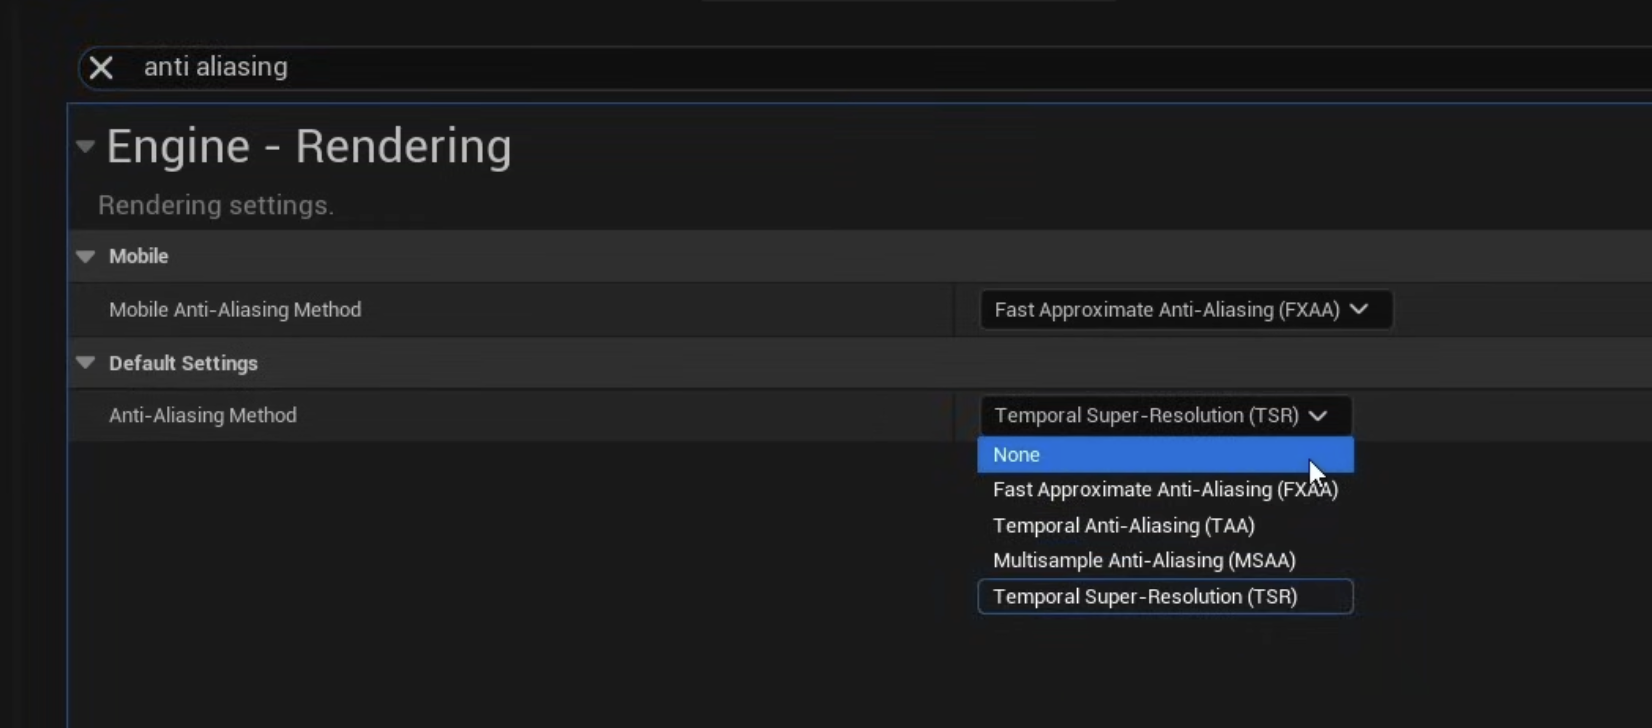 anti aliasing
Engine - Rendering
Rendering settings.
Mobile
Mobile Anti-Aliasing Method
Fast Approximate Anti-Aliasing (FXAA)
Default Settings
Anti-Aliasing Method
Temporal Super-Resolution (TSR)
None
Fast Approximate Anti-Aliasing (FXAA)
Temporal Anti-Aliasing (TAA)
Multisample Anti-Aliasing (MSAA)
Temporal Super-Resolution (TSR)